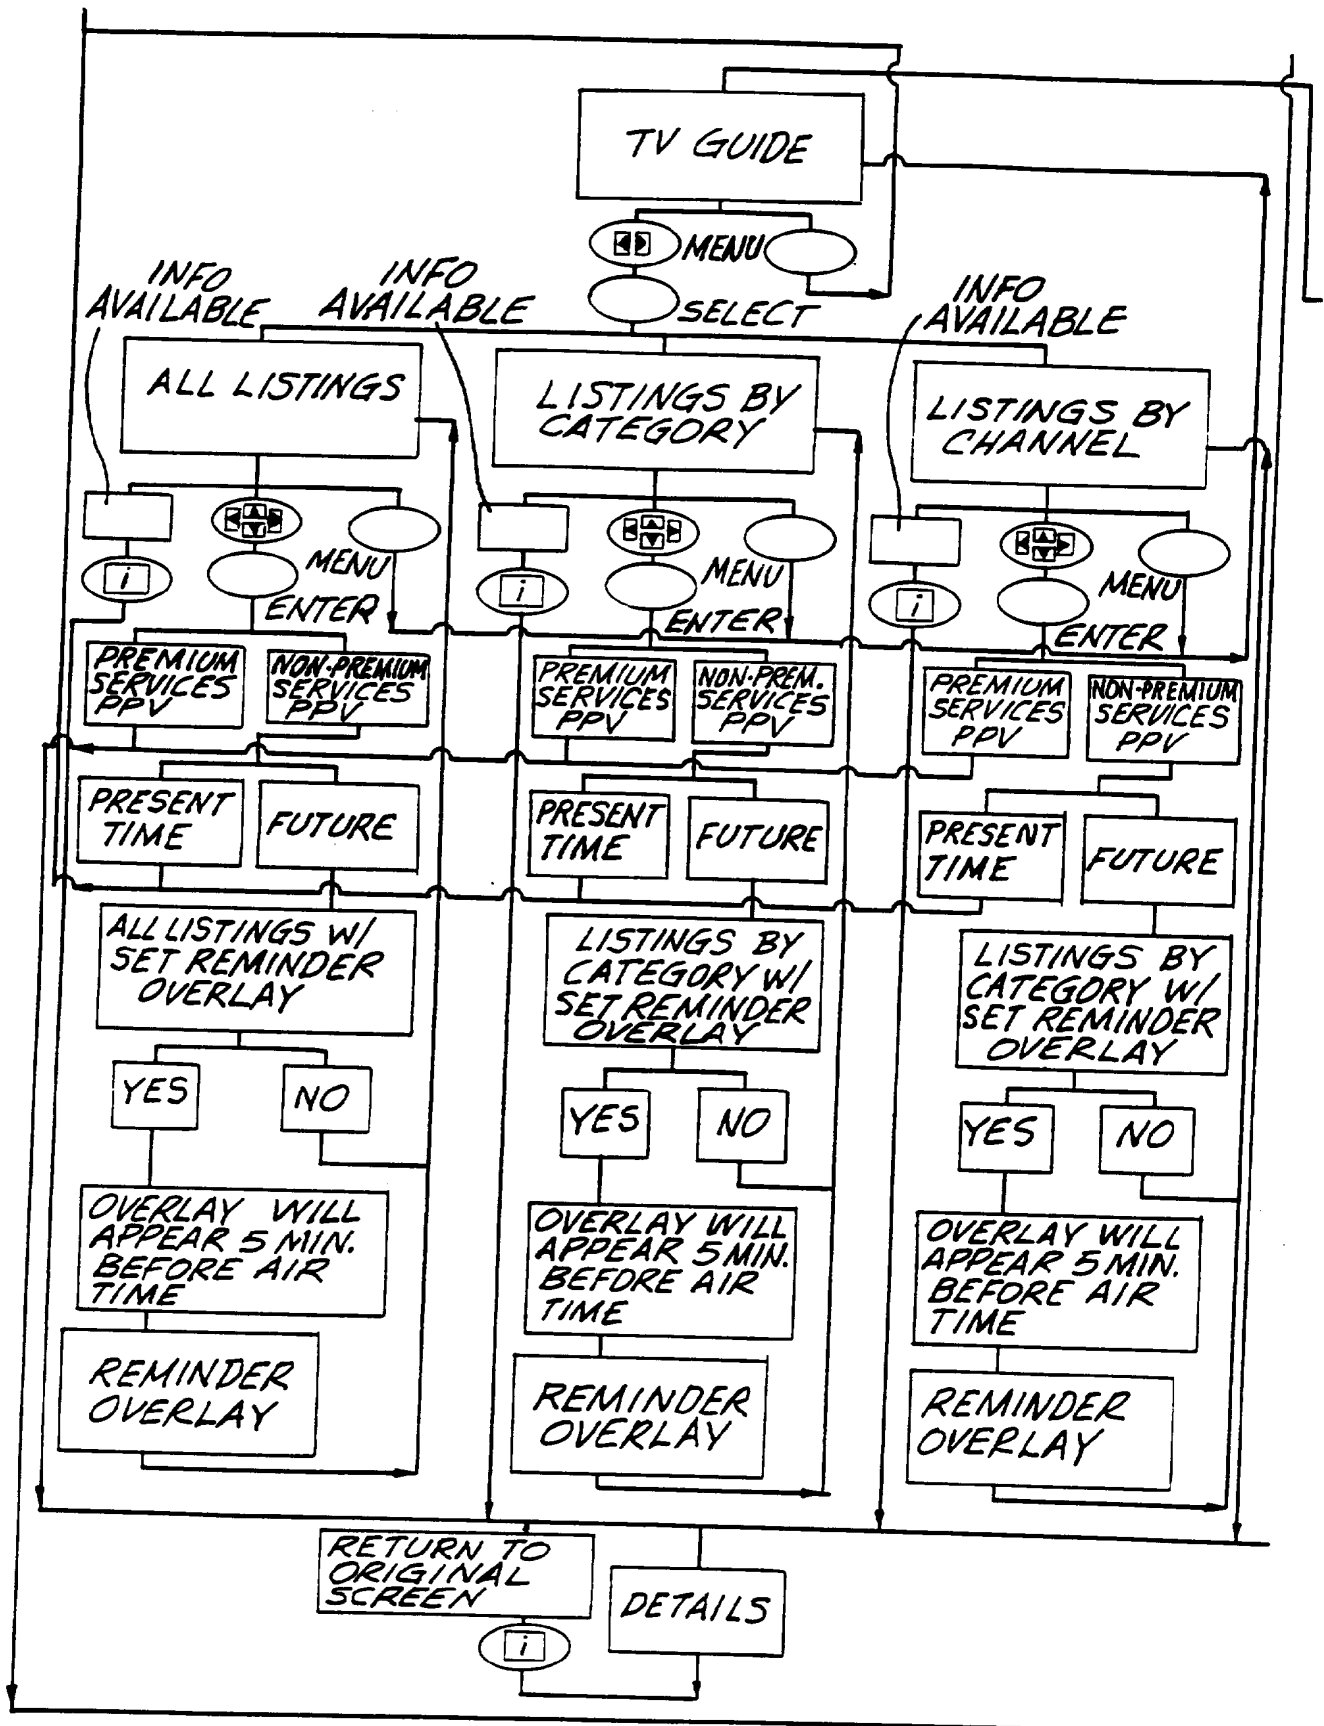 TV GUIDE
MENU
SELECT
INFO
AVAILABLE
INFO
AVAILABLE
INFO
AVAILABLE
ALL LISTINGS
LISTINGS BY
CATEGORY
LISTINGS BY
CHANNEL
i
MENU
ENTER
i
MENU
ENTER
i
MENU
ENTER
PREMIUM
SERVICES
PPV
NON-PREMIUM
SERVICES
PPV
PREMIUM
SERVICES
PPV
NON-PREM.
SERVICES
PPV
PREMIUM
SERVICES
PPV
NON-PREMIUM
SERVICES
PPV
PRESENT
TIME
FUTURE
PRESENT
TIME
FUTURE
PRESENT
TIME
FUTURE
ALL LISTINGS W/
SET REMINDER
OVERLAY
LISTINGS BY
CATEGORY W/
SET REMINDER
OVERLAY
LISTINGS BY
CATEGORY W/
SET REMINDER
OVERLAY
YES
NO
YES
NO
YES
NO
OVERLAY WILL
APPEAR 5 MIN.
BEFORE AIR
TIME
OVERLAY WILL
APPEAR 5 MIN.
BEFORE AIR
TIME
OVERLAY WILL
APPEAR 5 MIN.
BEFORE AIR
TIME
REMINDER
OVERLAY
REMINDER
OVERLAY
REMINDER
OVERLAY
RETURN TO
ORIGINAL
SCREEN
DETAILS
i